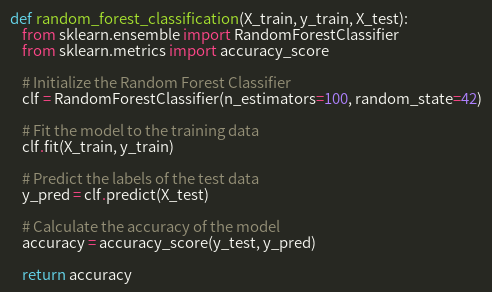 def random_forest_classification(X_train, y_train, X_test):
from sklearn.ensemble import RandomForestClassifier
from sklearn.metrics import accuracy_score
# Initialize the Random Forest Classifier
clf = RandomForestClassifier(n_estimators=100, random_state=42)
# Fit the model to the training data
clf.fit(X_train, y_train)
# Predict the labels of the test data
y_pred = clf.predict(X_test)
# Calculate the accuracy of the model
accuracy = accuracy_score(y_test, y_pred)
return accuracy